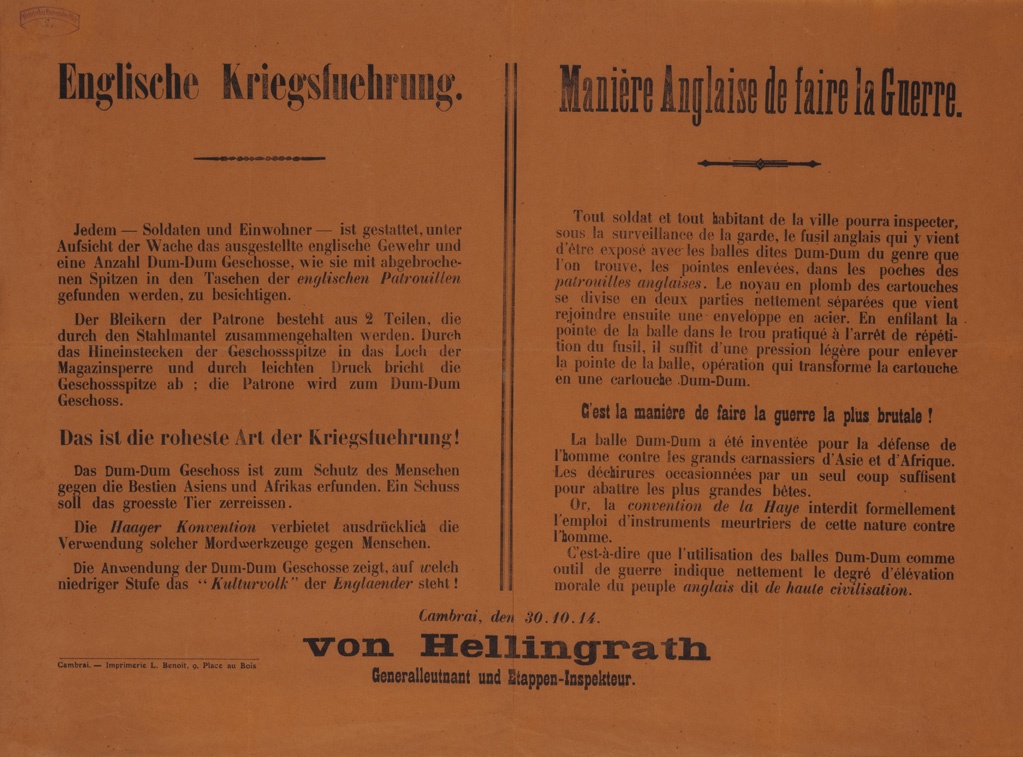 Englische Kriegsfuehrung.
Jedem — Soldaten und Einwohner — ist gestattet, unter
Aufsicht der Wache das ausgestellte englische Gewehr und
eine Anzahl Dum-Dum Geschosse, wie sie mit abgebroche-
nen Spitzen in den Taschen der englischen Patrouillen
gefunden werden, zu besichtigen.
Der Bleikern der Patrone besteht aus 2 Teilen, die
durch den Stahlmantel zusammengehalten werden. Durch
das Hineinstecken der Geschossspitze in das Loch der
Magazinsperre und durch leichten Druck bricht die
Geschossspitze ab ; die Patrone wird zum Dum-Dum
Geschoss.
Das ist die roheste Art der Kriegsfuehrung!
Das Dum-Dum Geschoss ist zum Schutz des Menschen
gegen die Bestien Asiens und Afrikas erfunden. Ein Schuss
soll das groesste Tier zerreissen.
Die Haager Konvention verbietet ausdrücklich die
Verwendung solcher Mordwerkzeuge gegen Menschen.
Die Anwendung der Dum-Dum Geschosse zeigt, auf welch
niedriger Stufe das “ Kulturvolk ” der Englaender steht !
Manière Anglaise de faire la Guerre.
Tout soldat et tout habitant de la ville pourra inspecter,
sous la surveillance de la garde, le fusil anglais qui y vient
d'être exposé avec les balles dites Dum-Dum du genre que
l'on trouve, les pointes enlevées, dans les poches des
patrouilles anglaises. Le noyau en plomb des cartouches
se divise en deux parties nettement séparées que vient
rejoindre ensuite une enveloppe en acier. En enfilant la
pointe de la balle dans le trou pratiqué à l'arrêt de répéti-
tion du fusil, il suffit d'une pression légère pour enlever
la pointe de la balle, opération qui transforme la cartouche
en une cartouche Dum-Dum.
C'est la manière de faire la guerre la plus brutale !
La balle Dum-Dum a été inventée pour la défense de
l'homme contre les grands carnassiers d'Asie et d'Afrique.
Les déchirures occasionnées par un seul coup suffisent
pour abattre les plus grandes bêtes.
Or, la convention de la Haye interdit formellement
l'emploi d'instruments meurtriers de cette nature contre
l'homme.
C'est-à-dire que l'utilisation des balles Dum-Dum comme
outil de guerre indique nettement le degré d'élévation
morale du peuple anglais dit de haute civilisation.
Cambrai, den 30.10.14.
von Hellingrath
Generalleutnant und Etappen-Inspekteur.
Cambrai. — Imprimerie L. Benoit, 9, Place au Bois